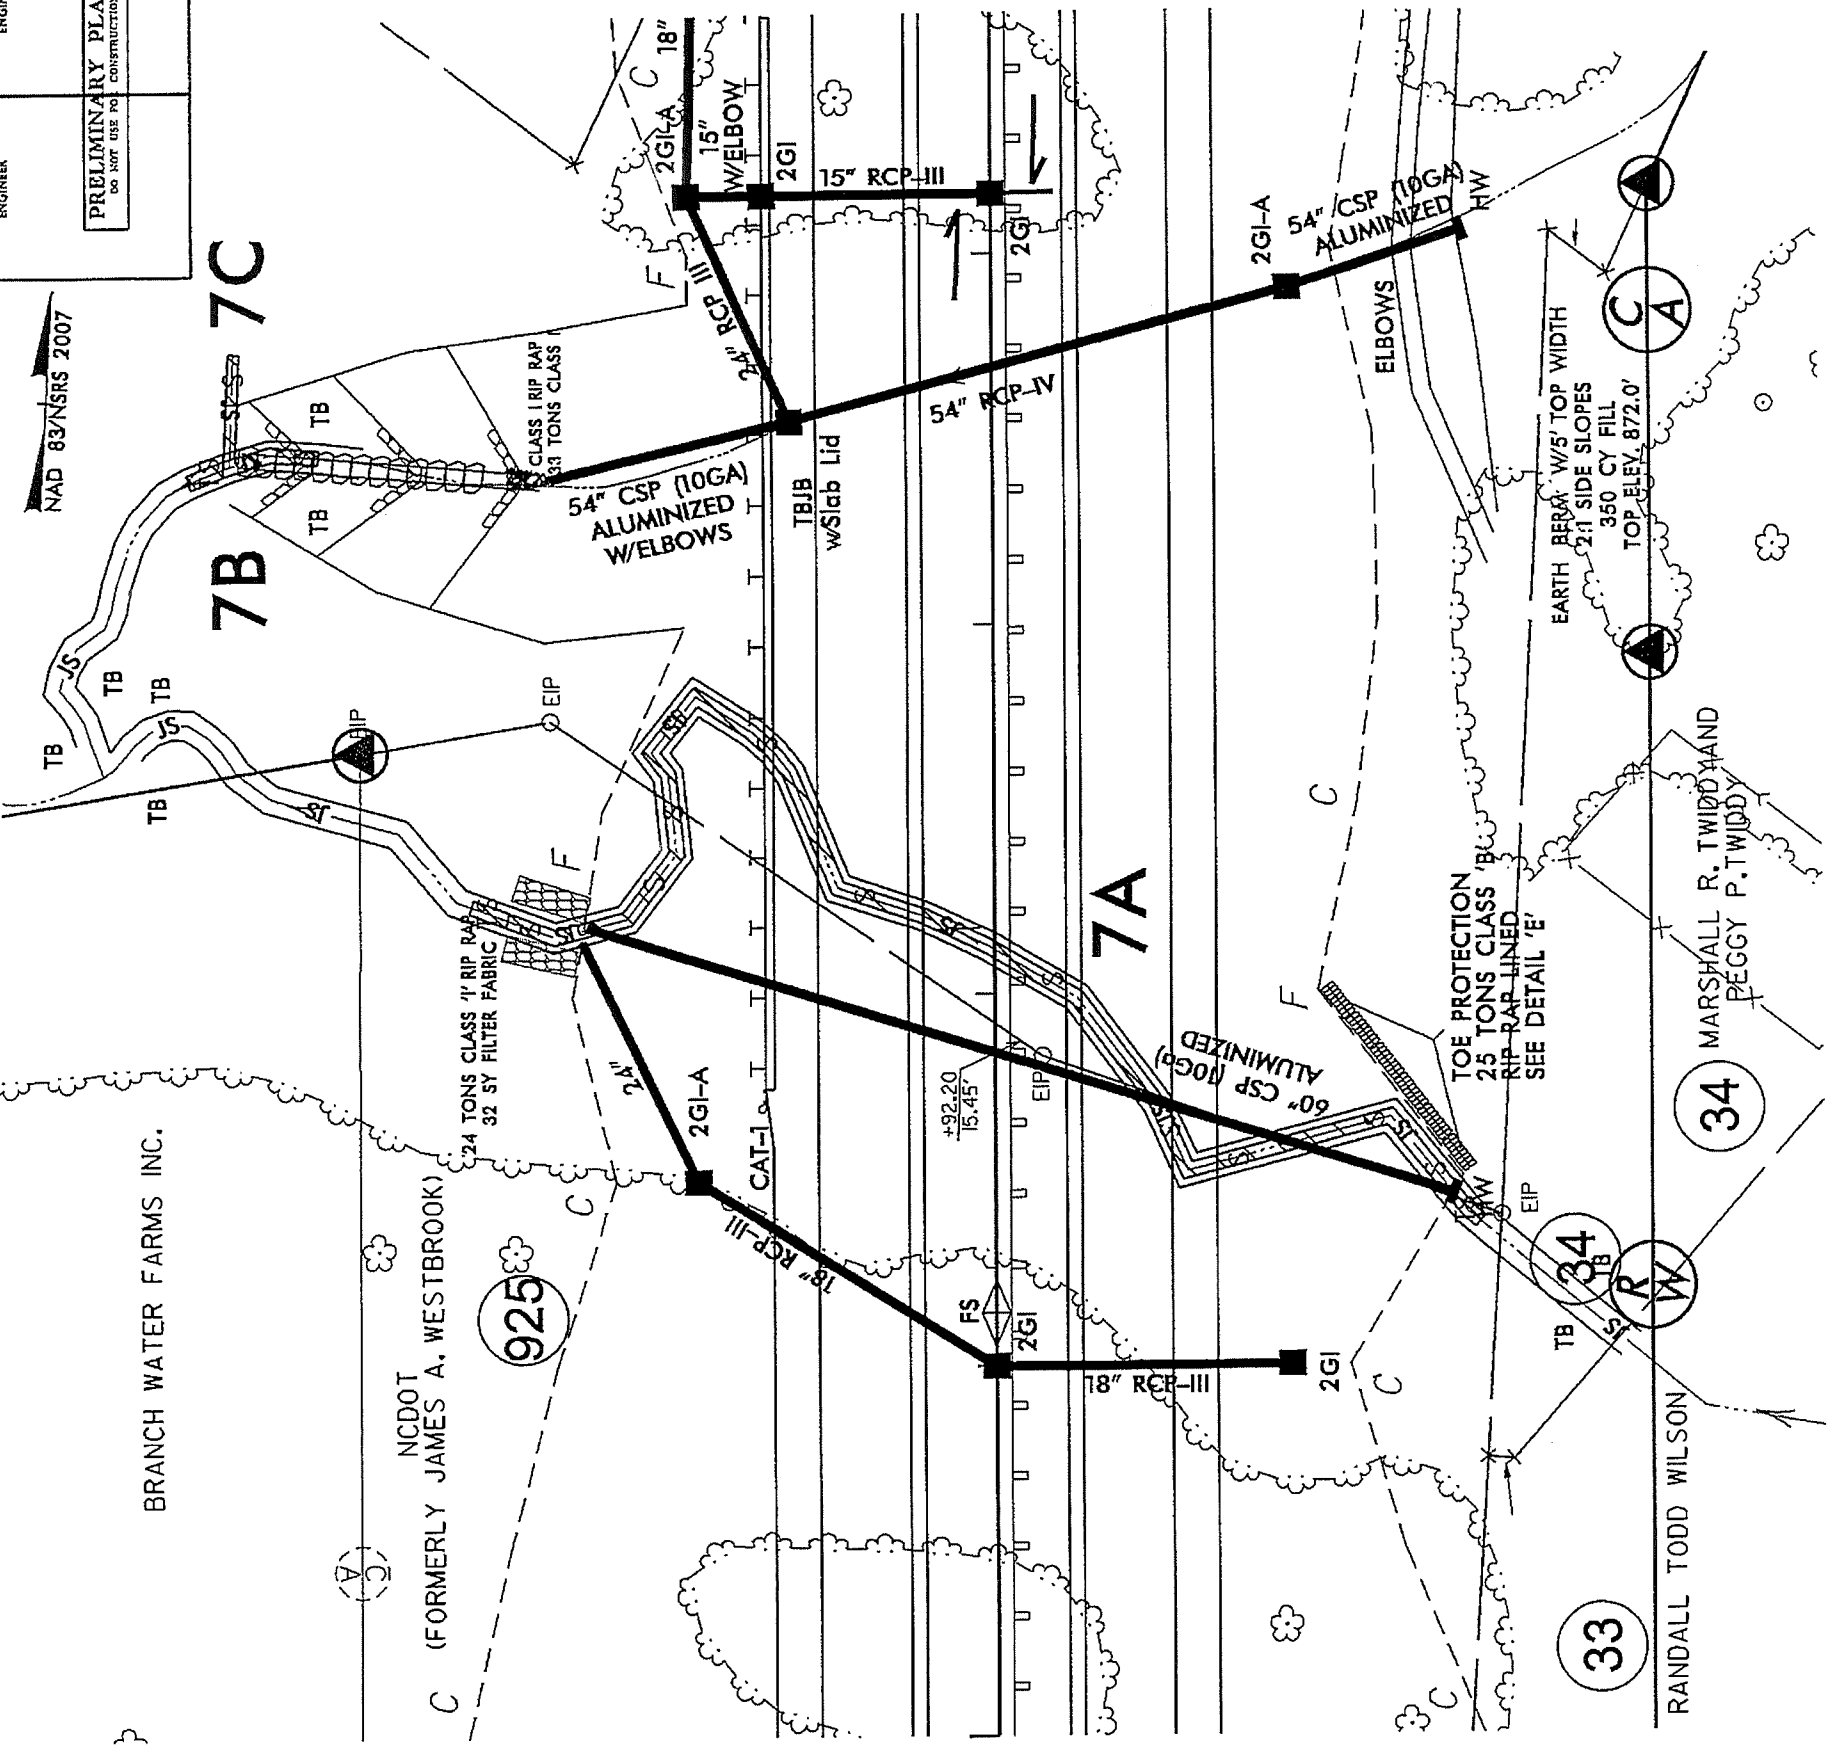 ENGINEER
PRELIMINARY PLA
DO NOT USE FOR CONSTRUCTION
NAD 83/NSRS 2007
7C
7B
7A
TB
TB
TB
TB
TB
TB
JS
JS
JS
CLASS I RIP RAP
33 TONS CLASS I
54" CSP (10GA)
ALUMINIZED
W/ELBOWS
TBJB
w/Slab Lid
24" RCP III
2GI-A
18"
15"
W/ELBOW
2GI
15" RCP-III
2GI
C
F
54" RCP-IV
2GI-A
54" CSP (10GA)
ALUMINIZED
HW
ELBOWS
EARTH BERM W/5' TOP WIDTH
2:1 SIDE SLOPES
350 CY FILL
TOP ELEV. 872.0'
C
A
EIP
EIP
F
24 TONS CLASS 'I' RIP RAP
32 SY FILTER FABRIC
24"
2GI-A
CAT-1
18" RCP-III
+92.20
15.45'
EIP
60" CSP (10Ga)
ALUMINIZED
F
C
TOE PROTECTION
25 TONS CLASS 'B'
RIP RAP LINED
SEE DETAIL 'E'
MARSHALL R. TWIDDY AND
PEGGY P. TWIDDY
34
34
HW
EIP
TB
TB
JS
R
W
FS
2GI
18" RCP-III
2GI
C
C
C
C
BRANCH WATER FARMS INC.
NCDOT
(FORMERLY JAMES A. WESTBROOK)
925
C
A
33
RANDALL TODD WILSON